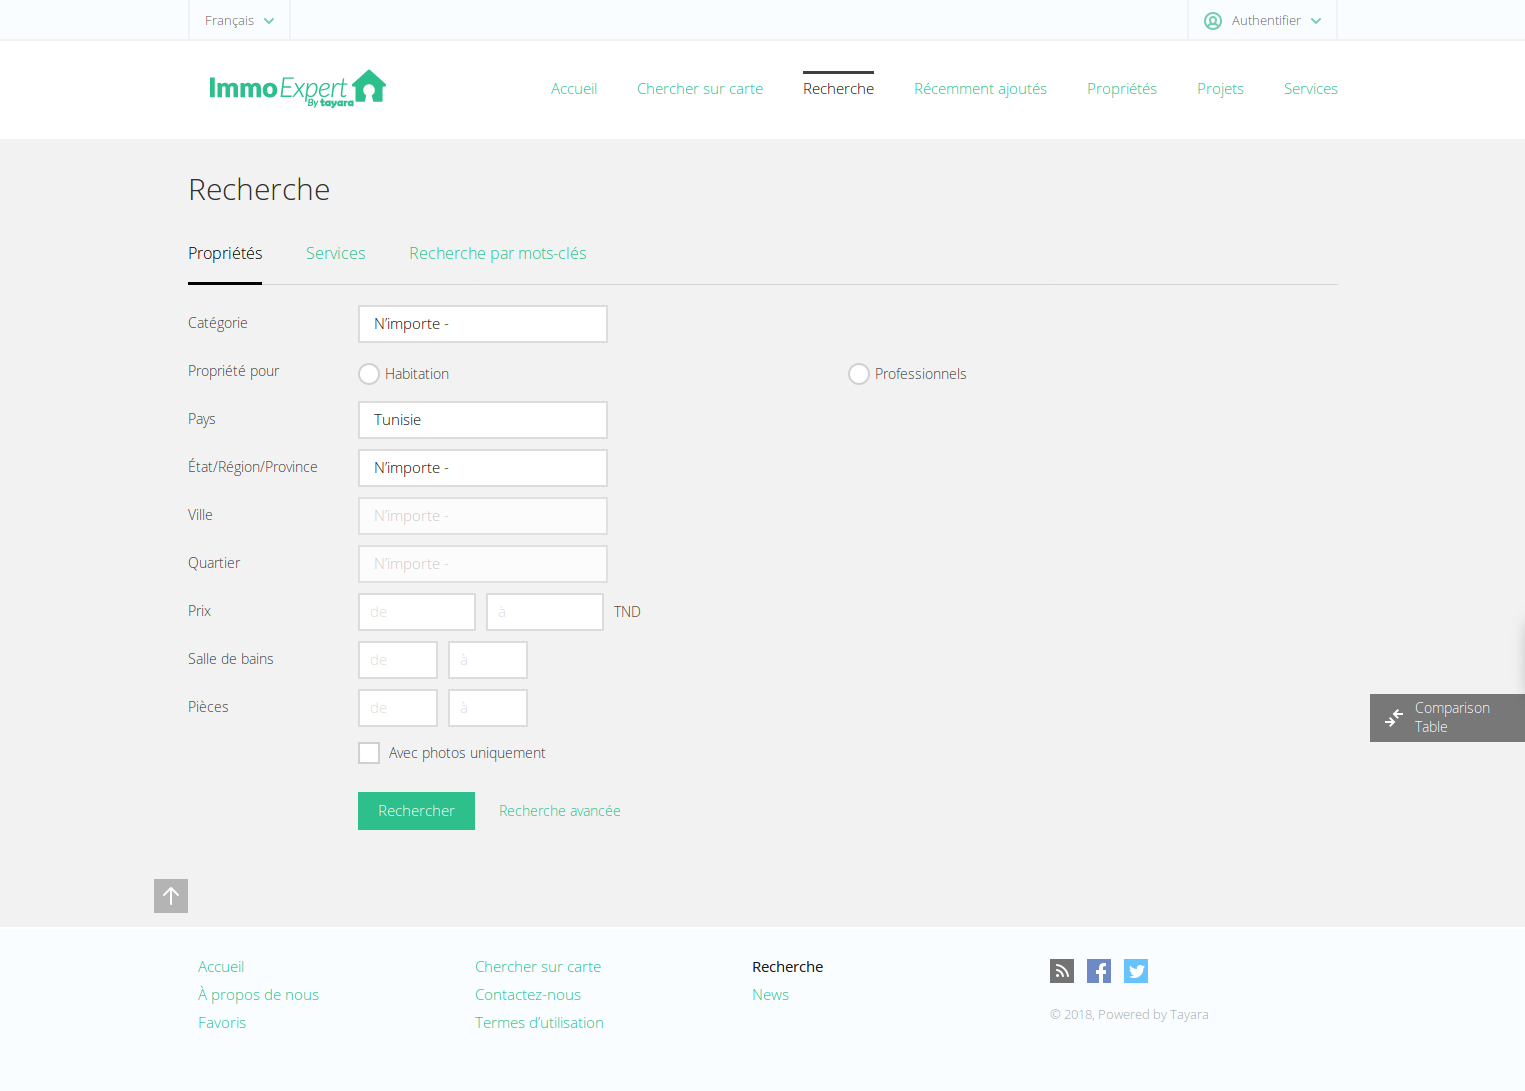 Français
Authentifier
ImmoExpert
By tayara
Accueil
Chercher sur carte
Recherche
Récemment ajoutés
Propriétés
Projets
Services
Recherche
Propriétés
Services
Recherche par mots-clés
Catégorie
N'importe -
Propriété pour
Habitation
Professionnels
Pays
Tunisie
État/Région/Province
N'importe -
Ville
N'importe -
Quartier
N'importe -
Prix
de
à
TND
Salle de bains
de
à
Pièces
de
à
Avec photos uniquement
Rechercher
Recherche avancée
Comparison
Table
Accueil
À propos de nous
Favoris
Chercher sur carte
Contactez-nous
Termes d'utilisation
Recherche
News
© 2018, Powered by Tayara